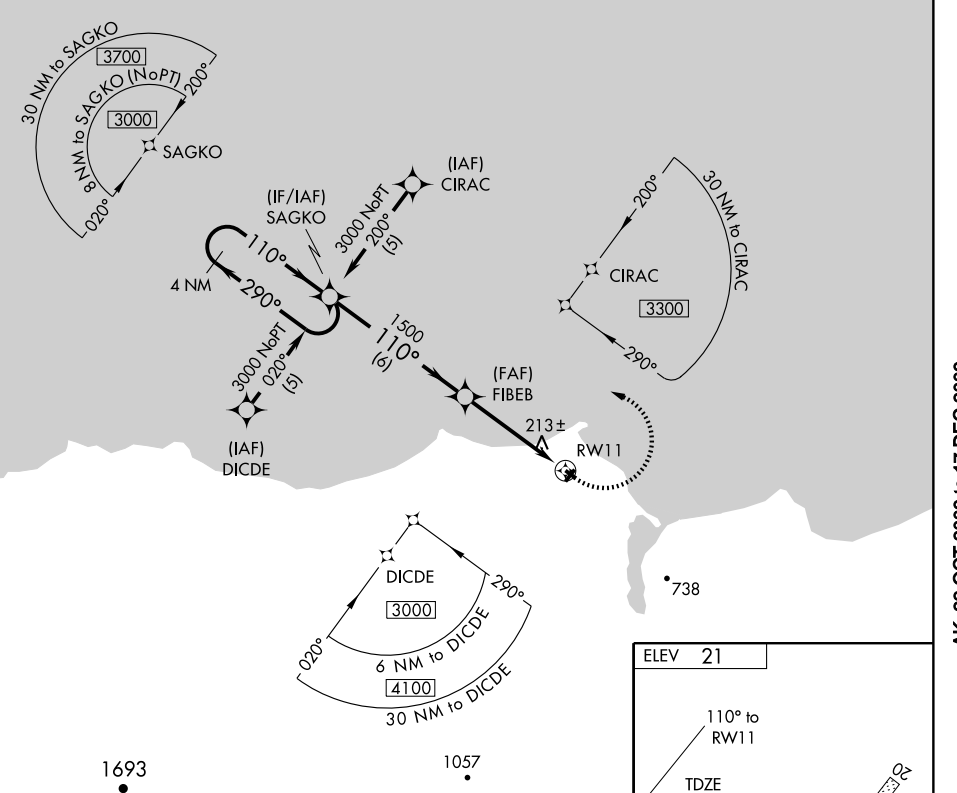 30 NM to SAGKO
3700
8 NM to SAGKO (NoPT)
200°
3000
SAGKO
020°
(IAF)
CIRAC
(IF/IAF)
SAGKO
3000 NoPT
200°
(5)
110°
4 NM
290°
3000 NoPT
020°
(5)
(IAF)
DICDE
1500
110°
(6)
(FAF)
FIBEB
213±
RW11
200°
30 NM to CIRAC
CIRAC
3300
290°
DICDE
3000
020°
290°
6 NM to DICDE
4100
30 NM to DICDE
738
1693
1057
ELEV 21
110° to
RW11
TDZE
20